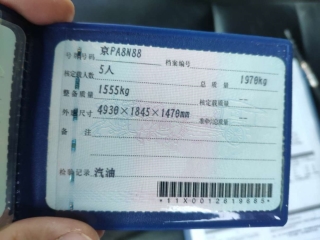 号牌号码 京PA8N88 档案编号
核定载人数 5人 总质量 1970kg
整备质量 1555kg 核定载质量 --
外廓尺寸 4930×1845×1470mm 准牵引总质量 --
备注
检验记录 汽油
*11X0012819685*